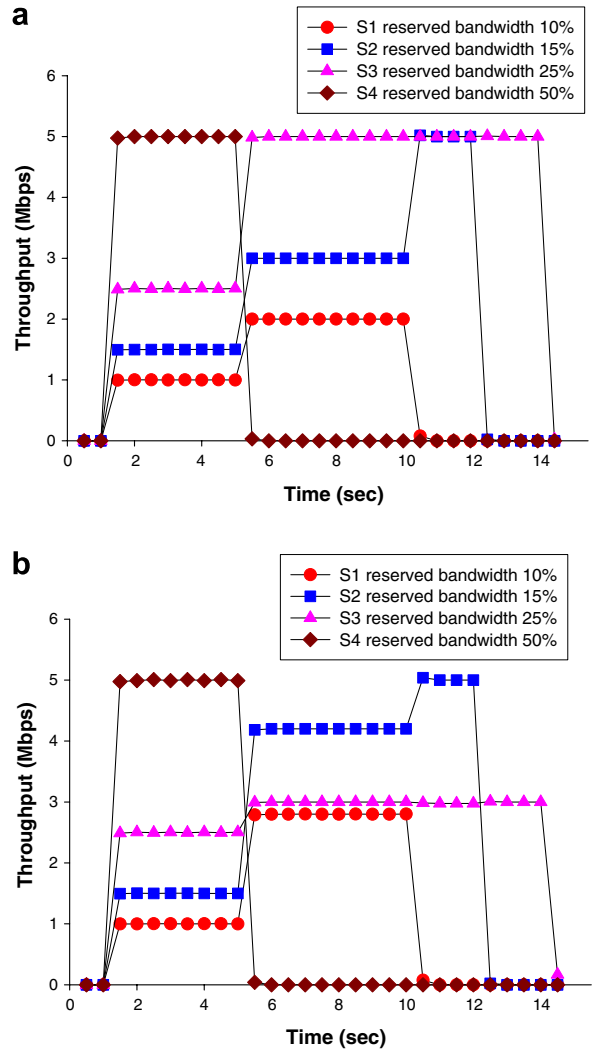 a
S1 reserved bandwidth 10%
S2 reserved bandwidth 15%
S3 reserved bandwidth 25%
S4 reserved bandwidth 50%
6
5
4
3
2
1
0
Throughput (Mbps)
0 2 4 6 8 10 12 14
Time (sec)
b
S1 reserved bandwidth 10%
S2 reserved bandwidth 15%
S3 reserved bandwidth 25%
S4 reserved bandwidth 50%
6
5
4
3
2
1
0
Throughput (Mbps)
0 2 4 6 8 10 12 14
Time (sec)